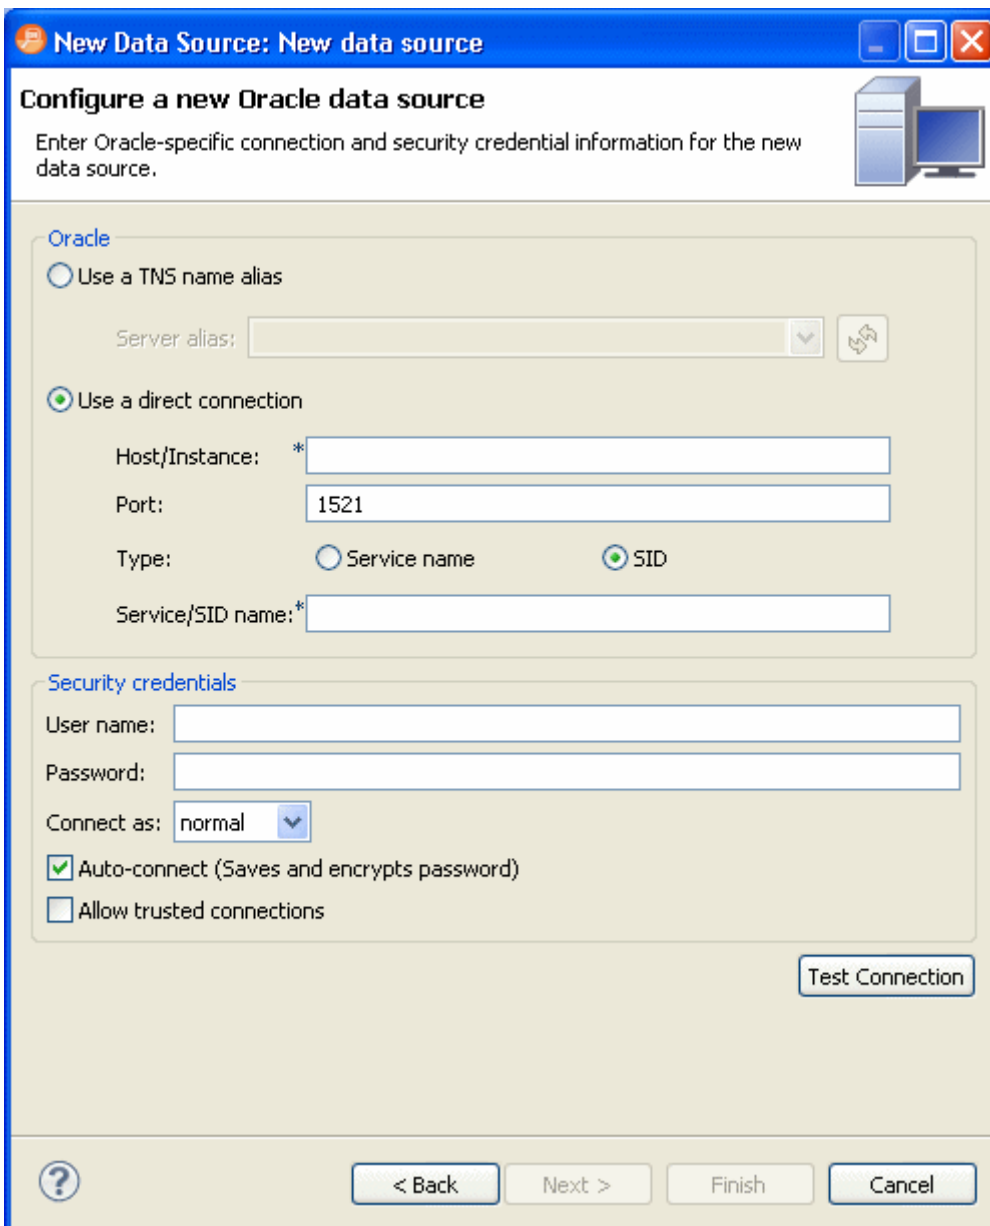 New Data Source: New data source
Configure a new Oracle data source
Enter Oracle-specific connection and security credential information for the new
data source.
Oracle
Use a TNS name alias
Server alias:
Use a direct connection
Host/Instance: *
Port: 1521
Type: Service name SID
Service/SID name:*
Security credentials
User name:
Password:
Connect as: normal
Auto-connect (Saves and encrypts password)
Allow trusted connections
Test Connection
? < Back Next > Finish Cancel